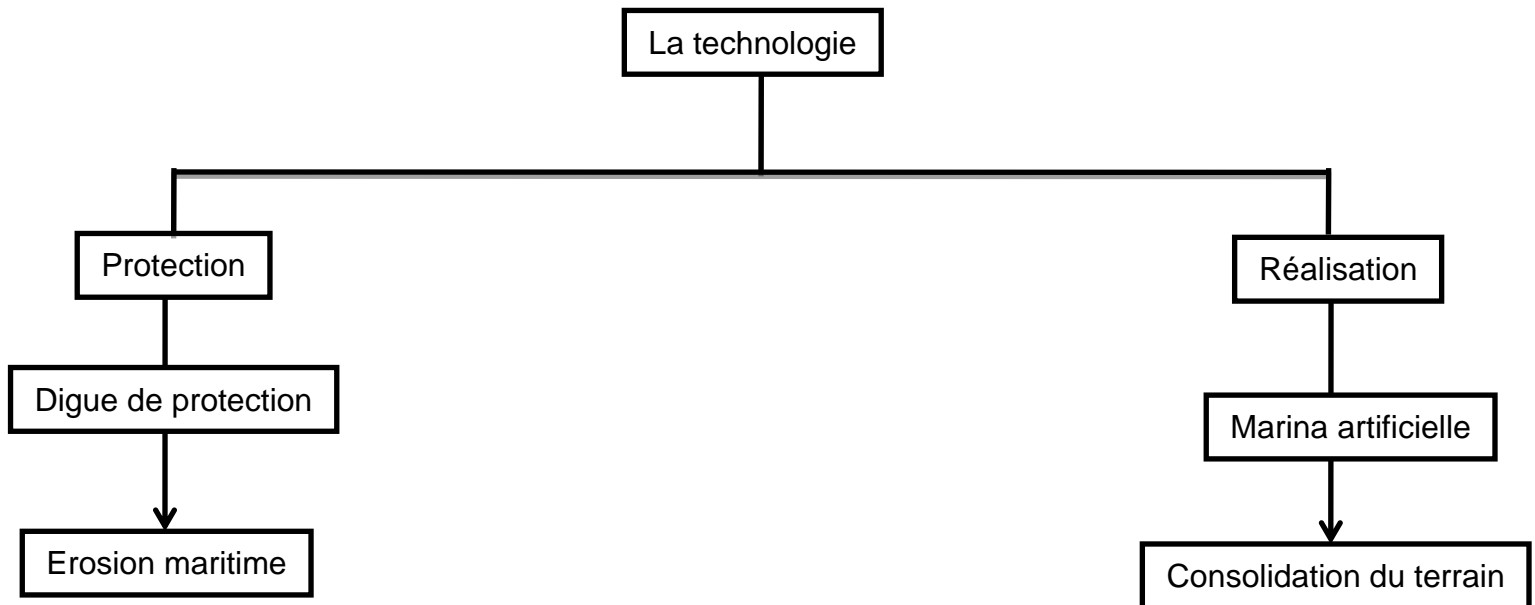 La technologie
Protection
Réalisation
Digue de protection
Marina artificielle
Erosion maritime
Consolidation du terrain